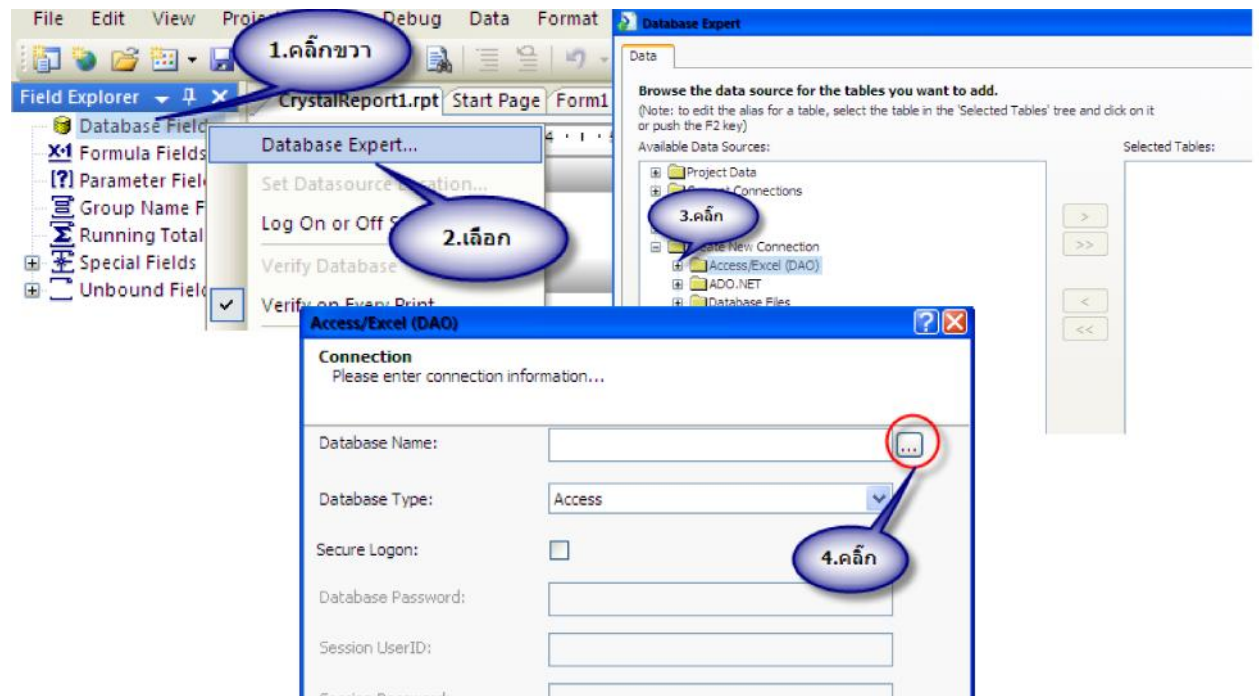 File Edit View Debug Data Format
1.คลิ๊กขวา
Field Explorer
CrystalReport1.rpt Start Page Form1
Database Field
Formula Fields
Parameter
Group Name
Running Total
Special Fields
Unbound
Database Expert...
Set Datasource Location...
Log On or Off
2.เลือก
Verify Database
Verify on Every Print
Database Expert
Data
Browse the data source for the tables you want to add.
(Note: to edit the alias for a table, select the table in the 'Selected Tables' tree and click on it
or push the F2 key)
Available Data Sources:
Selected Tables:
Project Data
Connections
3.คลิ๊ก
New Connection
Access/Excel (DAO)
ADO.NET
Database Files
>
>>
<
<<
Access/Excel (DAO)
Connection
Please enter connection information...
Database Name:
...
Database Type: Access
Secure Logon:
4.คลิ๊ก
Database Password:
Session UserID: